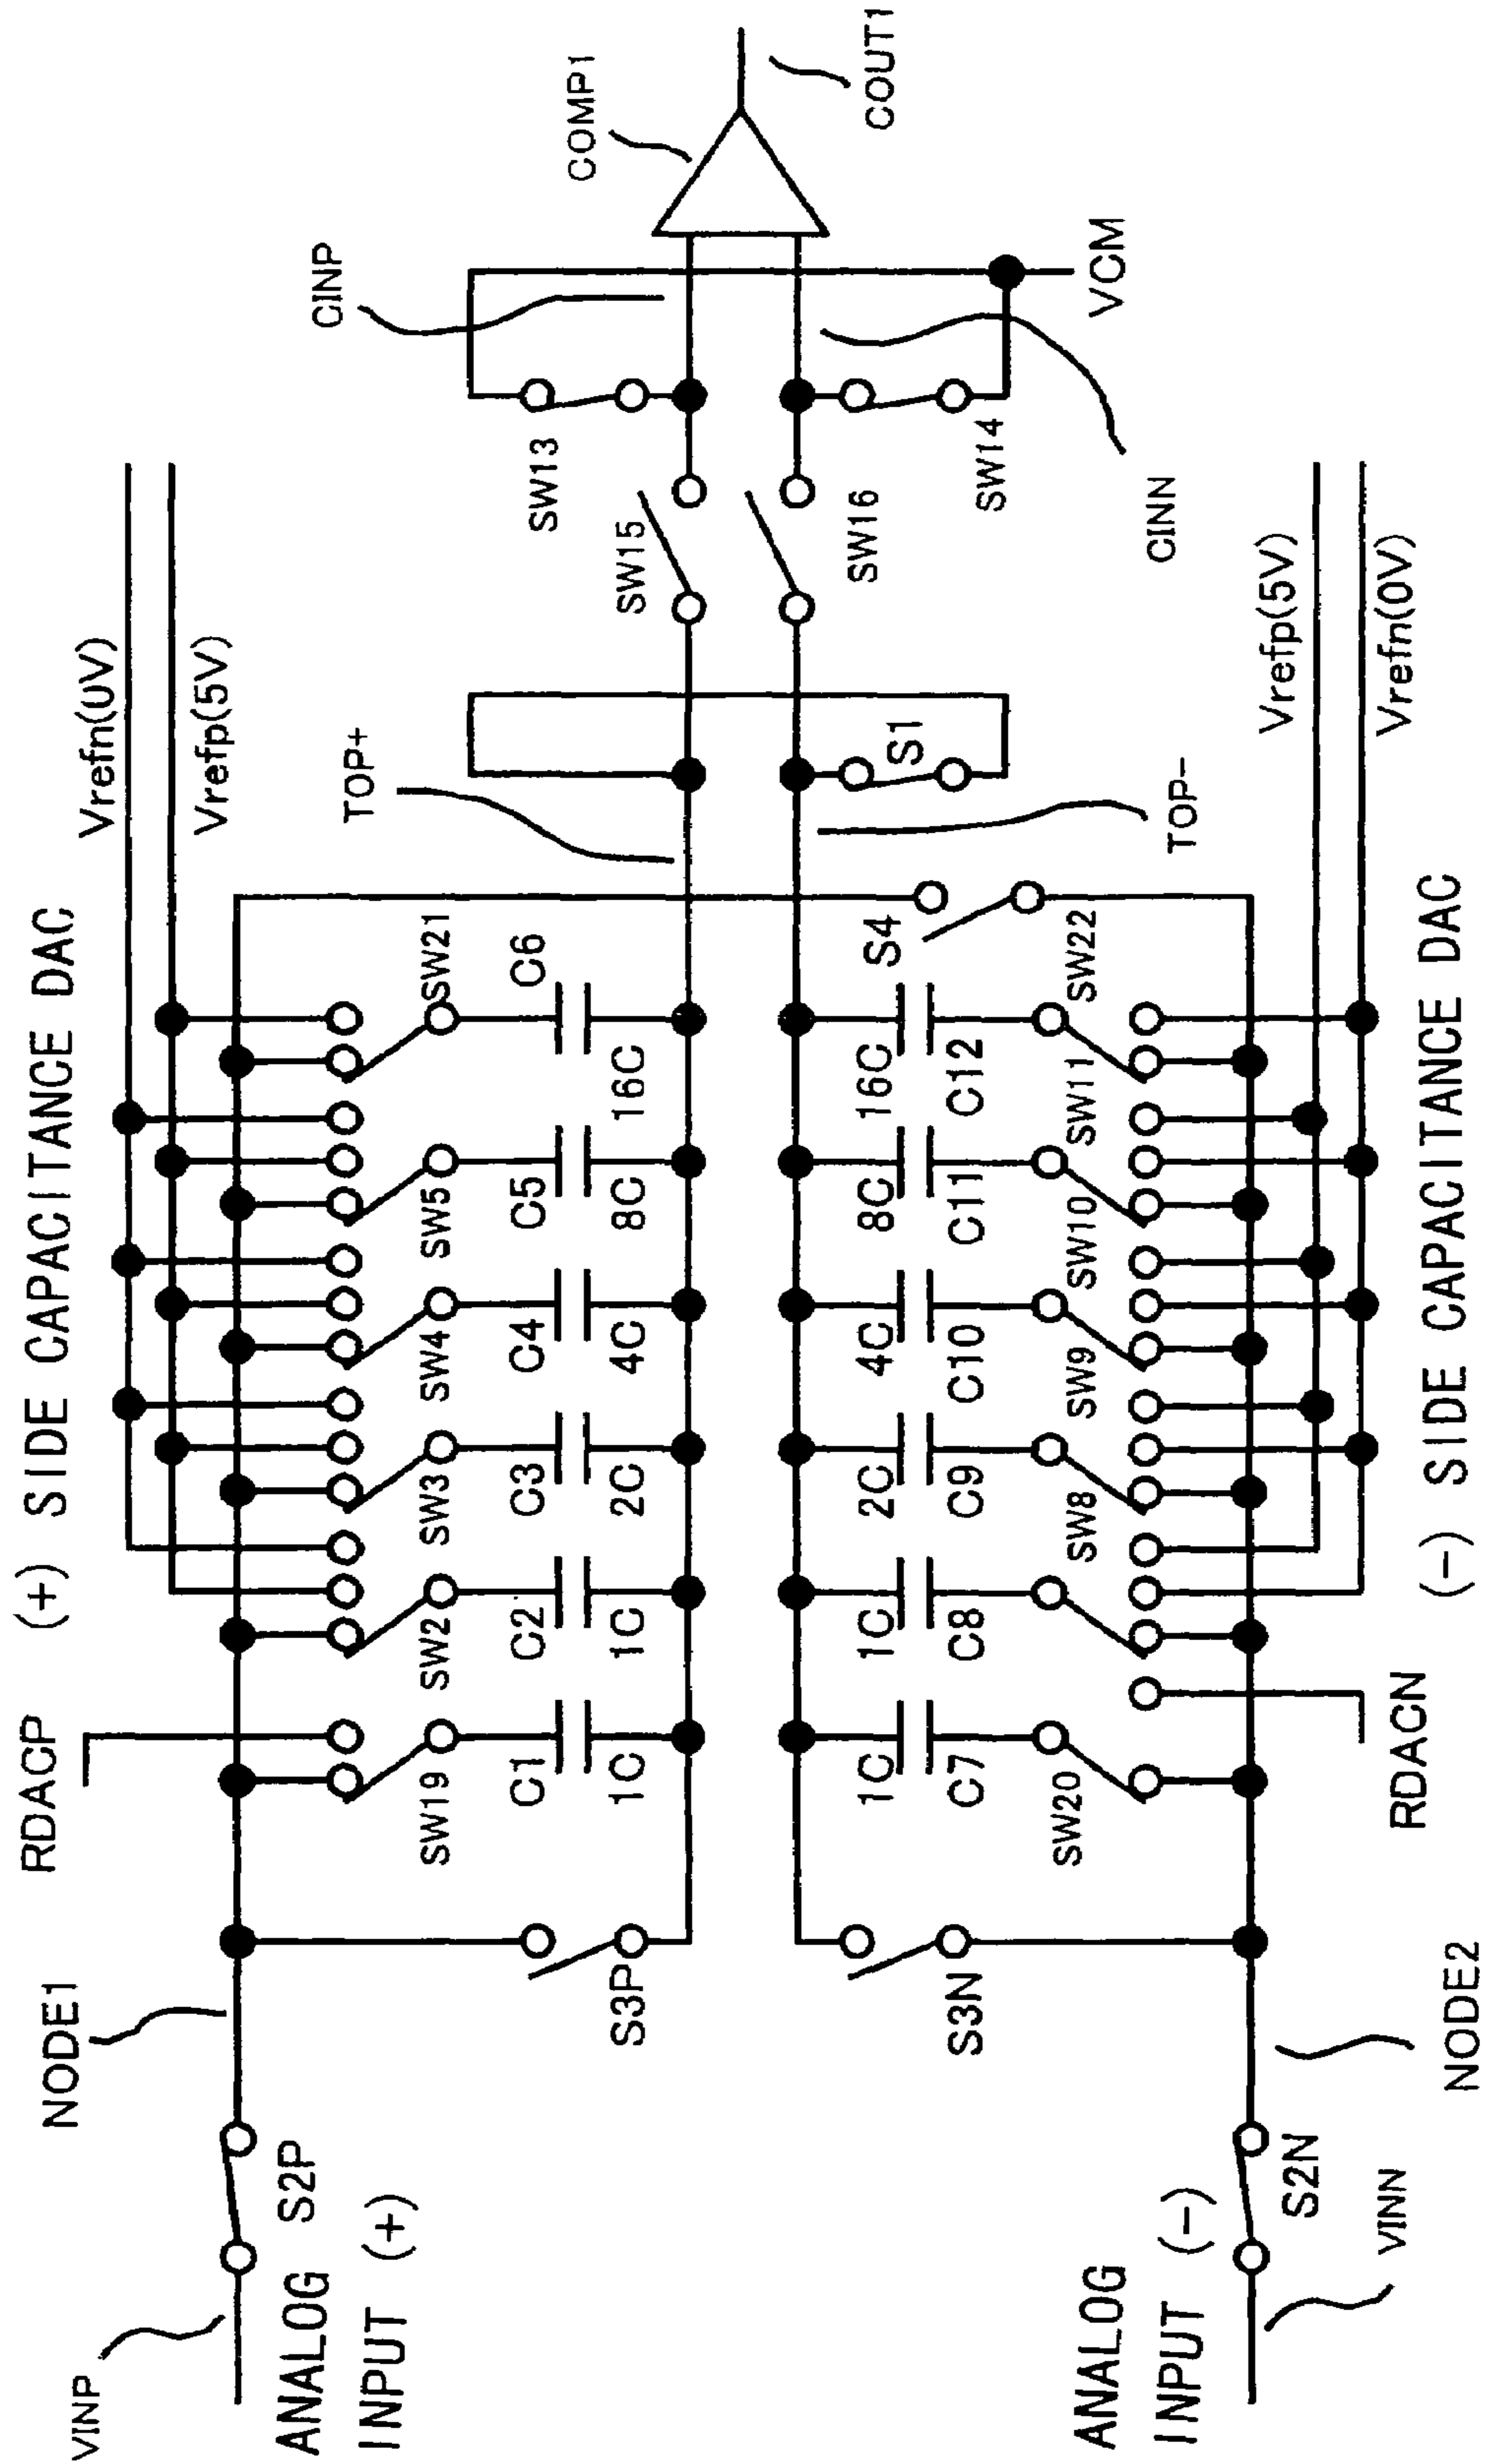 (+) SIDE CAPACITANCE DAC
Vrefn(0V)
Vrefp(5V)
RDACP
NODE1
VINP
S2P
ANALOG
INPUT (+)
SW19
SW2
SW3
SW4
SW5
SW21
C1
C2
C3
C4
C5
C6
1C
1C
2C
4C
8C
16C
S3P
TOP+
SW15
SW13
CINP
COMP1
COUT1
1C
1C
2C
4C
8C
16C
C7
C8
C9
C10
C11
C12
S3N
S4
S1
TOP-
SW16
SW14
CINN
VCM
SW20
SW8
SW9
SW10
SW11
SW22
ANALOG
INPUT (-)
S2N
VINN
NODE2
RDACN
Vrefp(5V)
Vrefn(0V)
(-) SIDE CAPACITANCE DAC